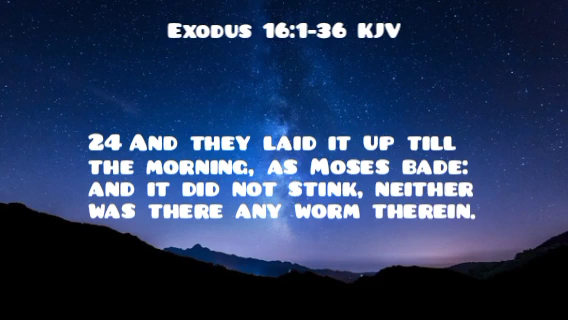 Exodus 16:1-36 KJV
24 And they laid it up till
the morning, as Moses bade:
and it did not stink, neither
was there any worm therein.